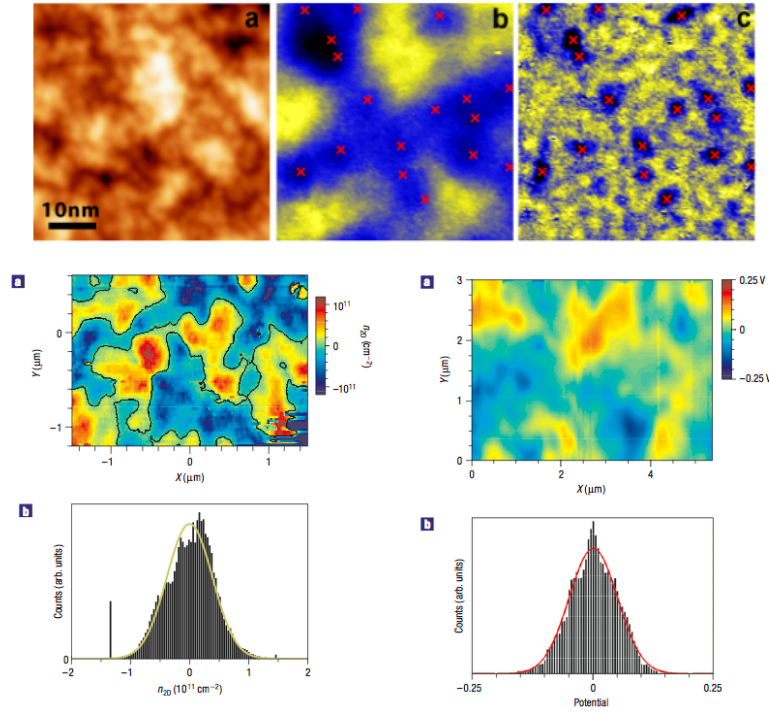 a
b
c
10nm
a
10¹¹
0
−10¹¹
n₂D (cm⁻²)
Y (μm)
0
−1
−1
0
1
X (μm)
a
3
2
1
0
Y (μm)
0
2
4
X (μm)
0.25 V
0
−0.25 V
b
Counts (arb. units)
0
−2
−1
0
1
2
n₂D (10¹¹ cm⁻²)
b
Counts (arb. units)
−0.25
0
0.25
Potential